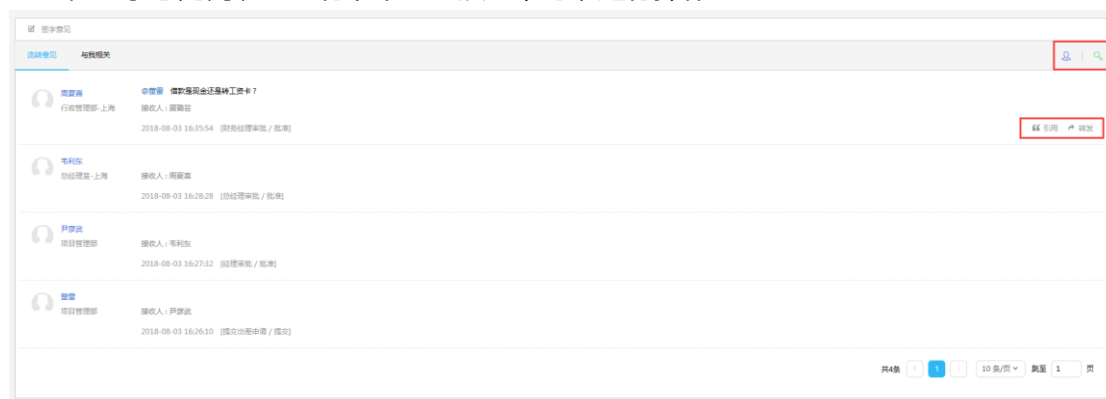 签字意见
流转意见 与我相关
周夏喜 @留雷 借款是现金还是转工资卡？
行政管理部-上海 接收人：
2018-08-03 16:35:54 [财务经理审批 / 批准] 引用 转发
韦利东
总经理室-上海 接收人：周夏喜
2018-08-03 16:28:28 [总经理审批 / 批准]
尹彦武
项目管理部 接收人：韦利东
2018-08-03 16:27:32 [经理审批 / 批准]
留雷
项目管理部 接收人：尹彦武
2018-08-03 16:26:10 [提交出差申请 / 提交]
共4条 1 10 条/页 跳至 1 页